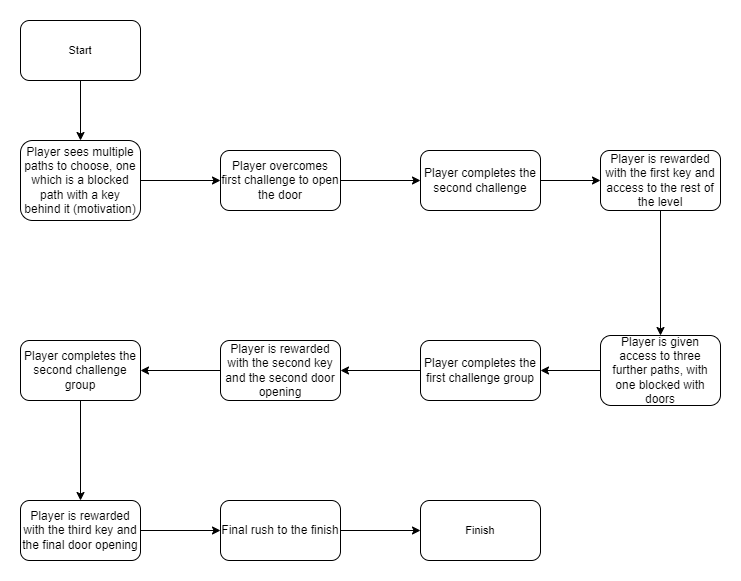 Start
Player sees multiple
paths to choose, one
which is a blocked
path with a key
behind it (motivation)
Player overcomes
first challenge to open
the door
Player completes the
second challenge
Player is rewarded
with the first key and
access to the rest of
the level
Player is given
access to three
further paths, with
one blocked with
doors
Player completes the
first challenge group
Player is rewarded
with the second key
and the second door
opening
Player completes the
second challenge
group
Player is rewarded
with the third key and
the final door opening
Final rush to the finish
Finish